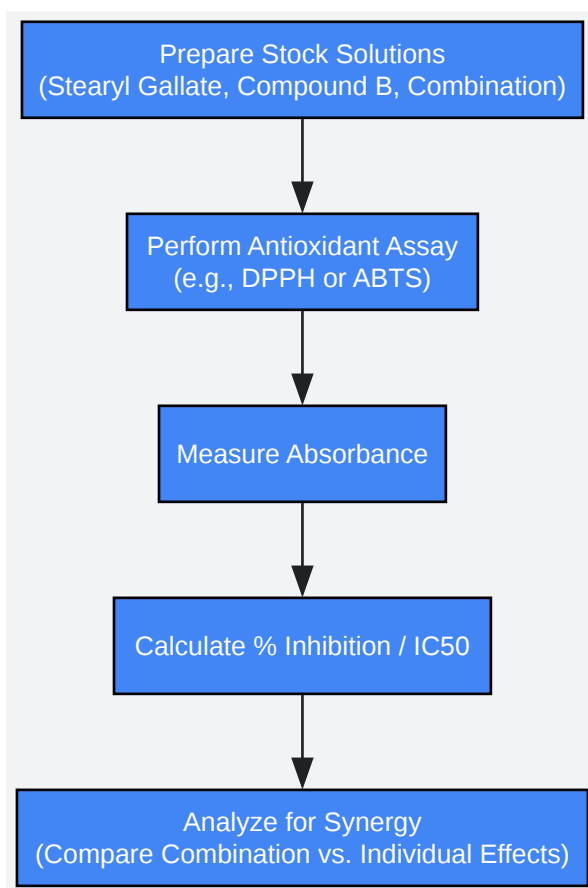 Prepare Stock Solutions
(Stearyl Gallate, Compound B, Combination)
Perform Antioxidant Assay
(e.g., DPPH or ABTS)
Measure Absorbance
Calculate % Inhibition / IC50
Analyze for Synergy
(Compare Combination vs. Individual Effects)